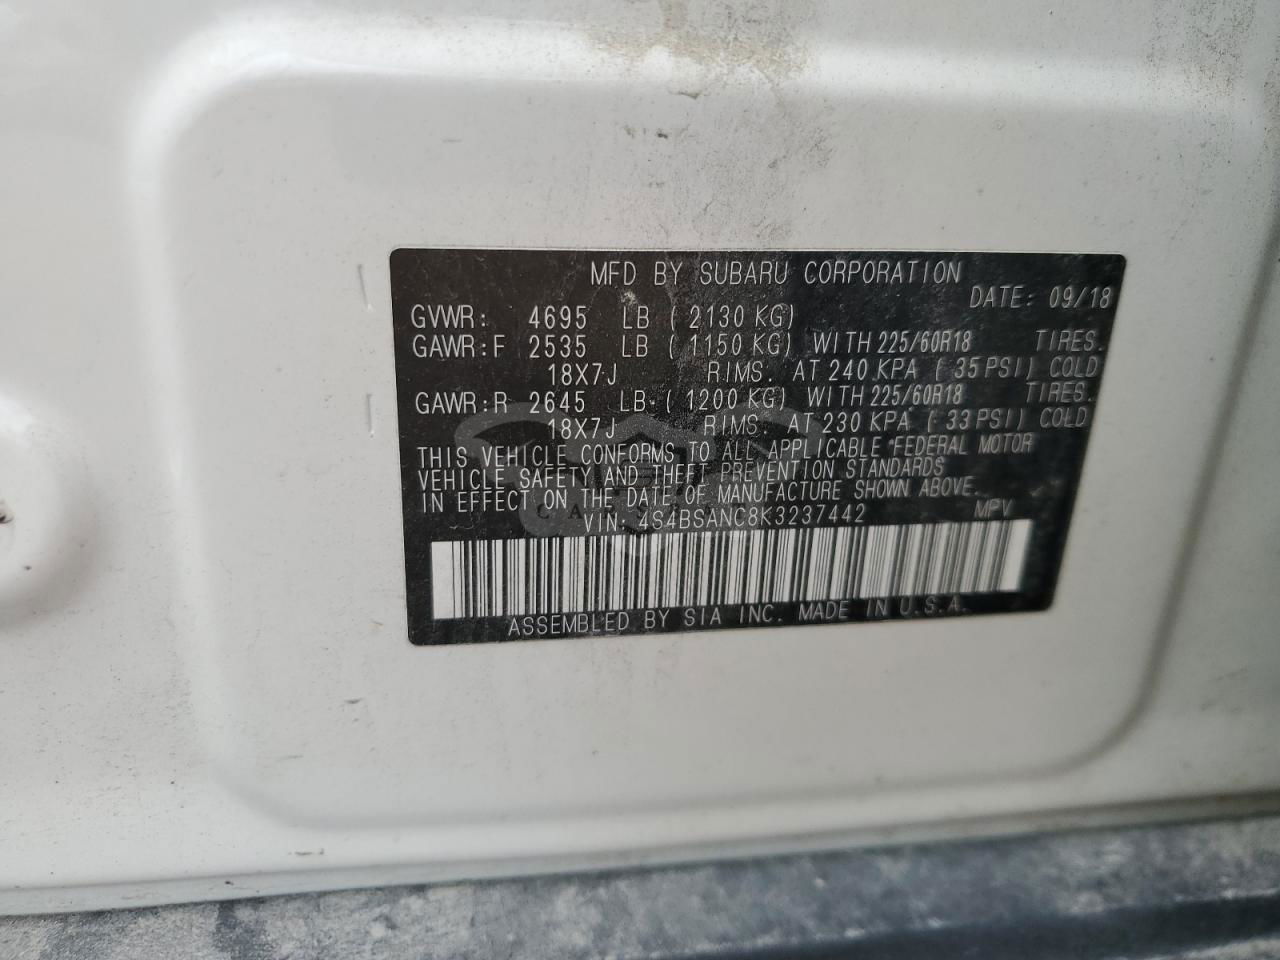 MFD BY SUBARU CORPORATION
DATE: 09/18
GVWR: 4695 LB ( 2130 KG)
GAWR:F 2535 LB ( 1150 KG) WITH 225/60R18 TIRES.
18X7J RIMS. AT 240 KPA ( 35 PSI) COLD
GAWR:R 2645 LB ( 1200 KG) WITH 225/60R18 TIRES.
18X7J RIMS. AT 230 KPA ( 33 PSI) COLD
THIS VEHICLE CONFORMS TO ALL APPLICABLE FEDERAL MOTOR
VEHICLE SAFETY AND THEFT PREVENTION STANDARDS
IN EFFECT ON THE DATE OF MANUFACTURE SHOWN ABOVE.
VIN. 4S4BSANC8K3237442 MPV
ASSEMBLED BY SIA INC. MADE IN U.S.A.